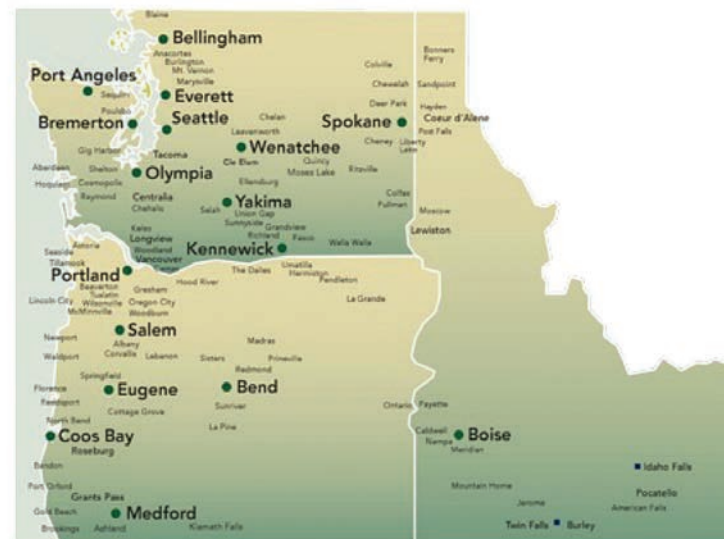 Blaine
Bellingham
Anacortes
Burlington
Mt. Vernon
Marysville
Port Angeles
Sequim
Everett
Poulsbo
Seattle
Bremerton
Chelan
Leavenworth
Wenatchee
Spokane
Colville
Chewelah
Deer Park
Bonners
Ferry
Sandpoint
Hayden
Coeur d'Alene
Post Falls
Liberty
Lake
Cheney
Gig Harbor
Tacoma
Cle Elum
Quincy
Moses Lake
Ritzville
Aberdeen
Shelton
Olympia
Hoquiam
Cosmopolis
Ellensburg
Raymond
Centralia
Chehalis
Yakima
Selah
Union Gap
Sunnyside
Grandview
Colfax
Pullman
Moscow
Lewiston
Kelso
Longview
Woodland
Vancouver
Richland
Pasco
Kennewick
Walla Walla
Astoria
Seaside
Tillamook
Portland
Camas
Hood River
The Dalles
Umatilla
Hermiston
Pendleton
Beaverton
Tualatin
Wilsonville
McMinnville
Gresham
Oregon City
Woodburn
Lincoln City
La Grande
Salem
Newport
Albany
Corvallis
Lebanon
Waldport
Madras
Sisters
Prineville
Redmond
Springfield
Florence
Eugene
Bend
Reedsport
Cottage Grove
Sunriver
North Bend
La Pine
Ontario
Payette
Coos Bay
Roseburg
Caldwell
Nampa
Boise
Meridian
Bandon
Idaho Falls
Port Orford
Mountain Home
Pocatello
Grants Pass
Jerome
American Falls
Gold Beach
Medford
Brookings
Ashland
Klamath Falls
Twin Falls
Burley